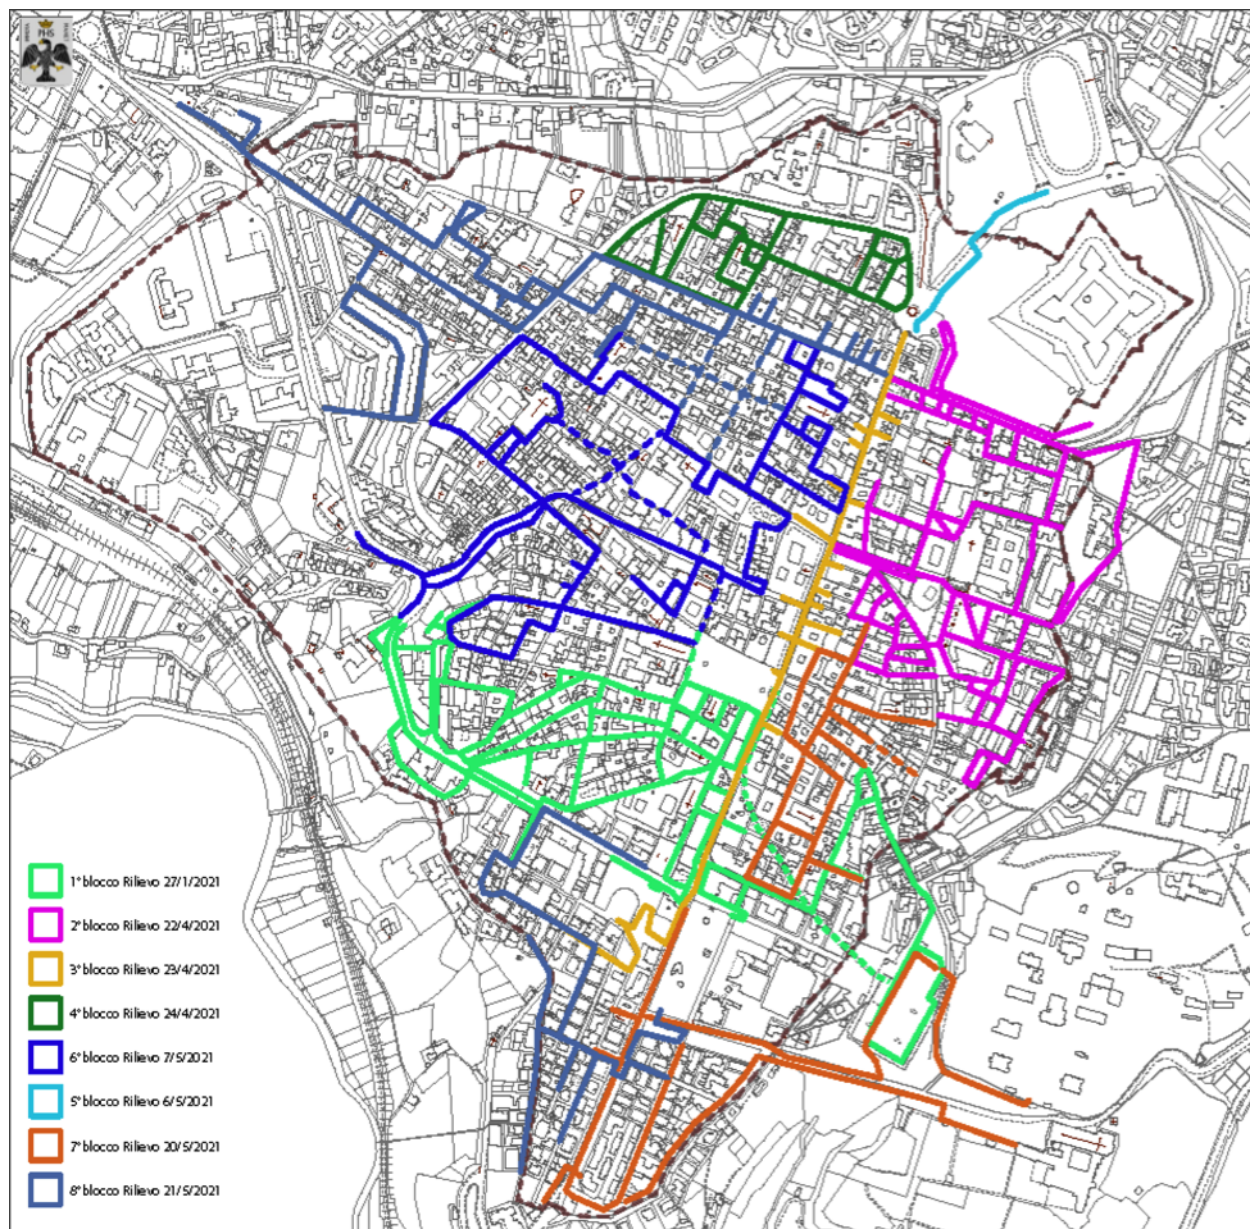 PHS
1° blocco Rilievo 27/1/2021
2° blocco Rilievo 22/4/2021
3° blocco Rilievo 23/4/2021
4° blocco Rilievo 24/4/2021
6° blocco Rilievo 7/5/2021
5° blocco Rilievo 6/5/2021
7° blocco Rilievo 20/5/2021
8° blocco Rilievo 21/5/2021